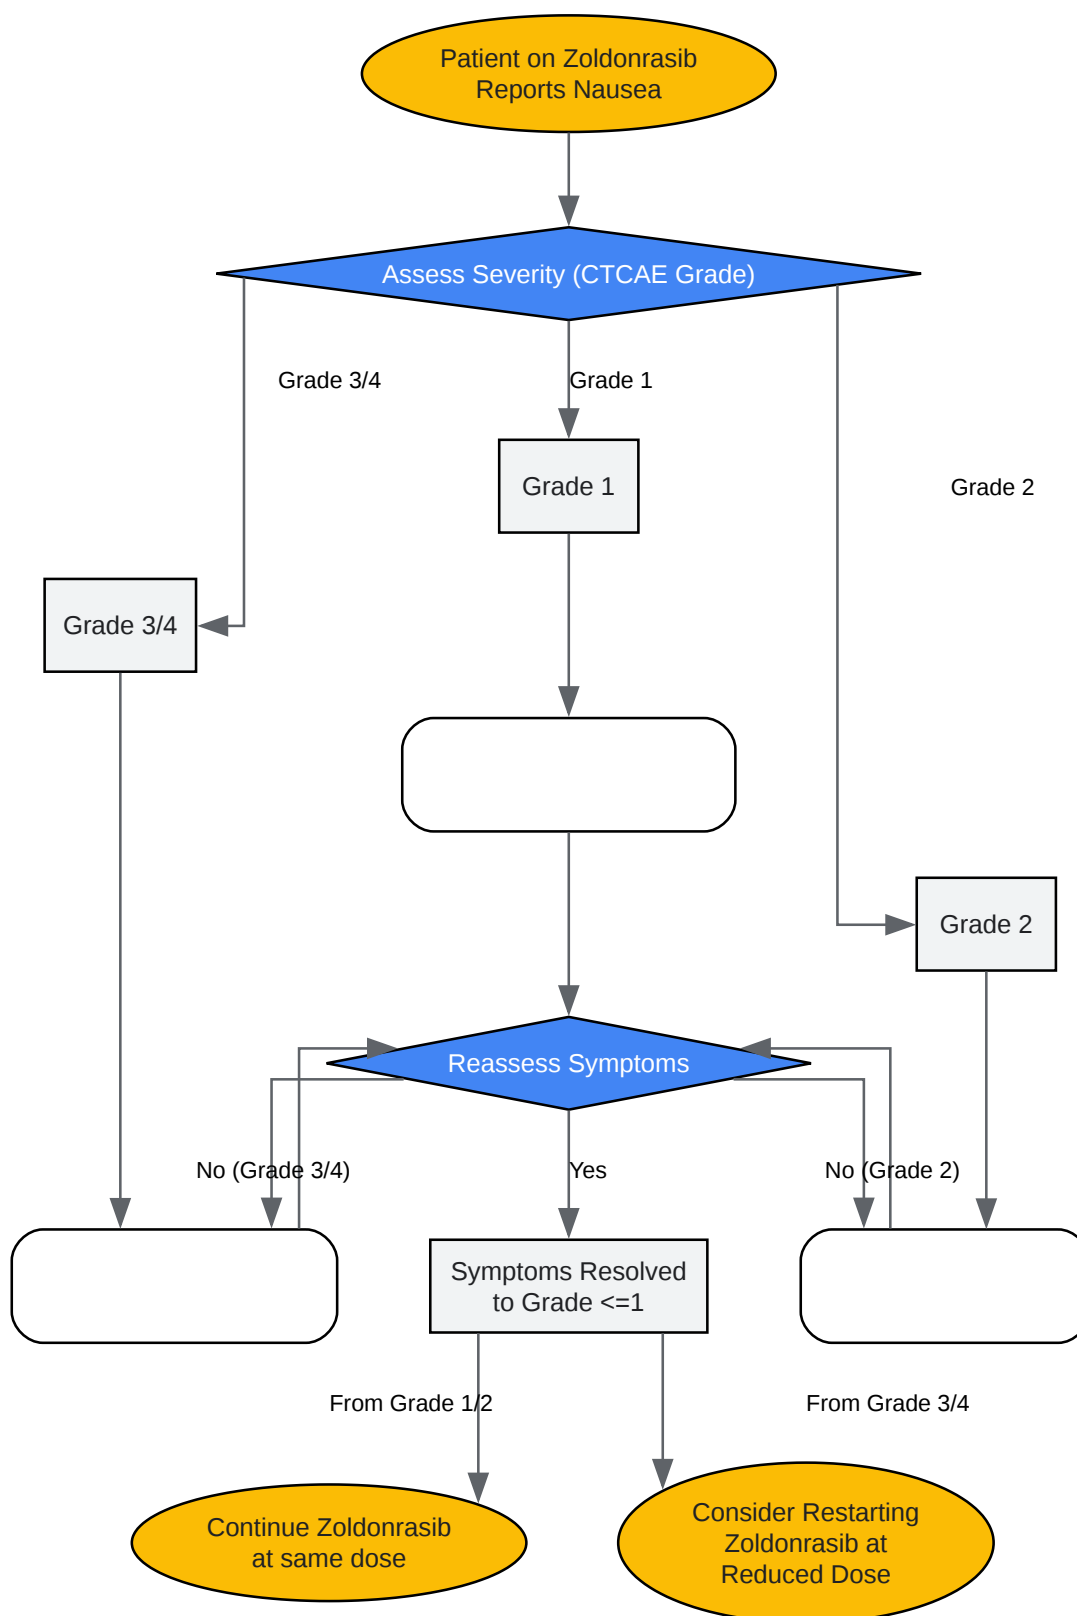 Patient on Zoldonrasib
Reports Nausea
Assess Severity (CTCAE Grade)
Grade 3/4
Grade 1
Grade 1
Grade 2
Grade 3/4
Grade 2
Reassess Symptoms
No (Grade 3/4)
Yes
No (Grade 2)
Symptoms Resolved
to Grade <=1
From Grade 1/2
From Grade 3/4
Continue Zoldonrasib
at same dose
Consider Restarting
Zoldonrasib at
Reduced Dose